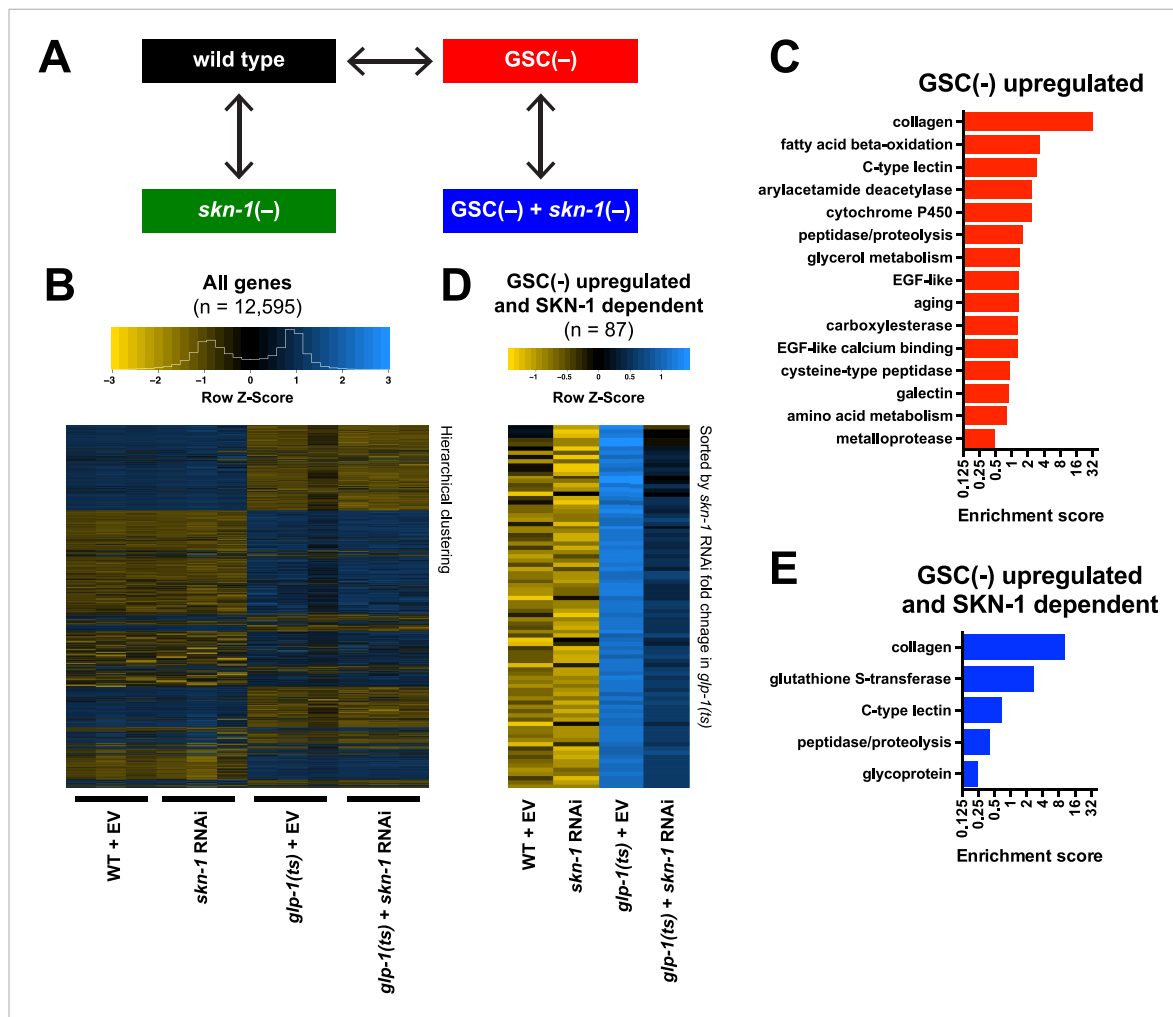 A
wild type
GSC(–)
skn-1(–)
GSC(–) + skn-1(–)
B
All genes
(n = 12,595)
−3
−2
−1
0
1
2
3
Row Z-Score
Hierarchical clustering
WT + EV
skn-1 RNAi
glp-1(ts) + EV
glp-1(ts) + skn-1 RNAi
C
GSC(-) upregulated
collagen
fatty acid beta-oxidation
C-type lectin
arylacetamide deacetylase
cytochrome P450
peptidase/proteolysis
glycerol metabolism
EGF-like
aging
carboxylesterase
EGF-like calcium binding
cysteine-type peptidase
galectin
amino acid metabolism
metalloprotease
0.125
0.25
0.5
1
2
4
8
16
32
Enrichment score
D
GSC(-) upregulated
and SKN-1 dependent
(n = 87)
−1
−0.5
0
0.5
1
Row Z-Score
Sorted by skn-1 RNAi fold chnage in glp-1(ts)
WT + EV
skn-1 RNAi
glp-1(ts) + EV
glp-1(ts) + skn-1 RNAi
E
GSC(-) upregulated
and SKN-1 dependent
collagen
glutathione S-transferase
C-type lectin
peptidase/proteolysis
glycoprotein
0.125
0.25
0.5
1
2
4
8
16
32
Enrichment score